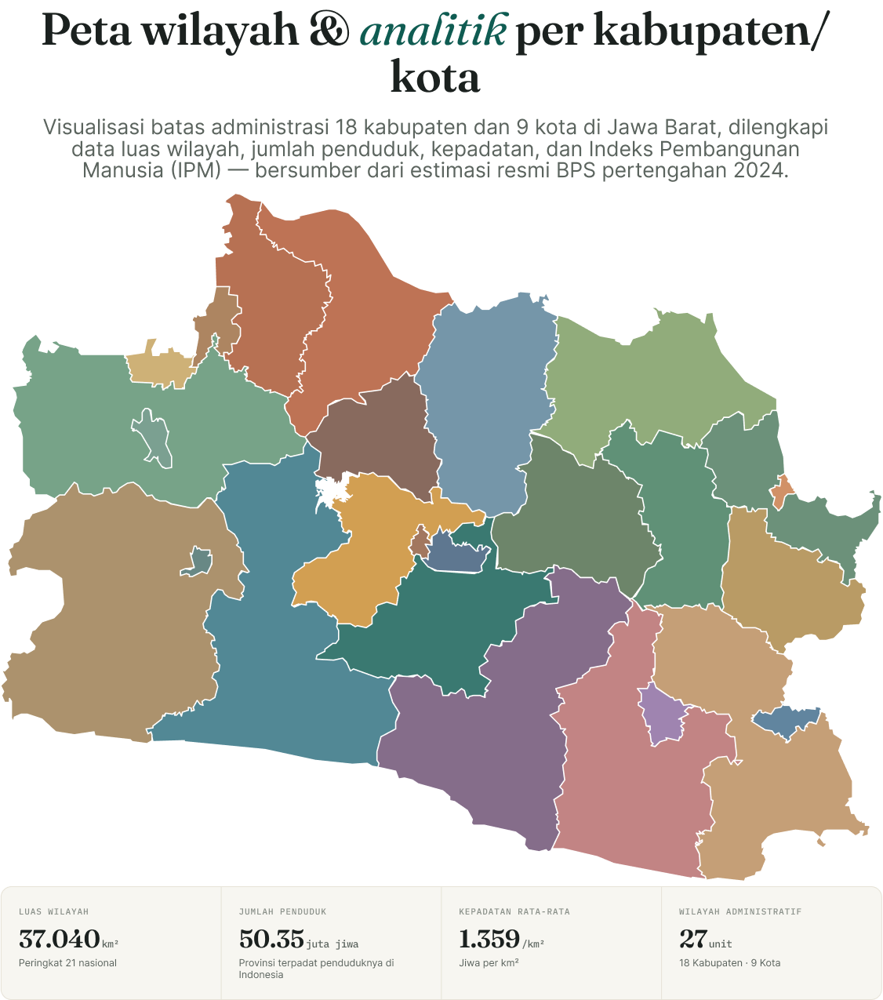 Peta wilayah & analitik per kabupaten/
kota
Visualisasi batas administrasi 18 kabupaten dan 9 kota di Jawa Barat, dilengkapi
data luas wilayah, jumlah penduduk, kepadatan, dan Indeks Pembangunan
Manusia (IPM) — bersumber dari estimasi resmi BPS pertengahan 2024.
LUAS WILAYAH
37.040 km²
Peringkat 21 nasional
JUMLAH PENDUDUK
50.35 juta jiwa
Provinsi terpadat penduduknya di
Indonesia
KEPADATAN RATA-RATA
1.359 /km²
Jiwa per km²
WILAYAH ADMINISTRATIF
27 unit
18 Kabupaten · 9 Kota